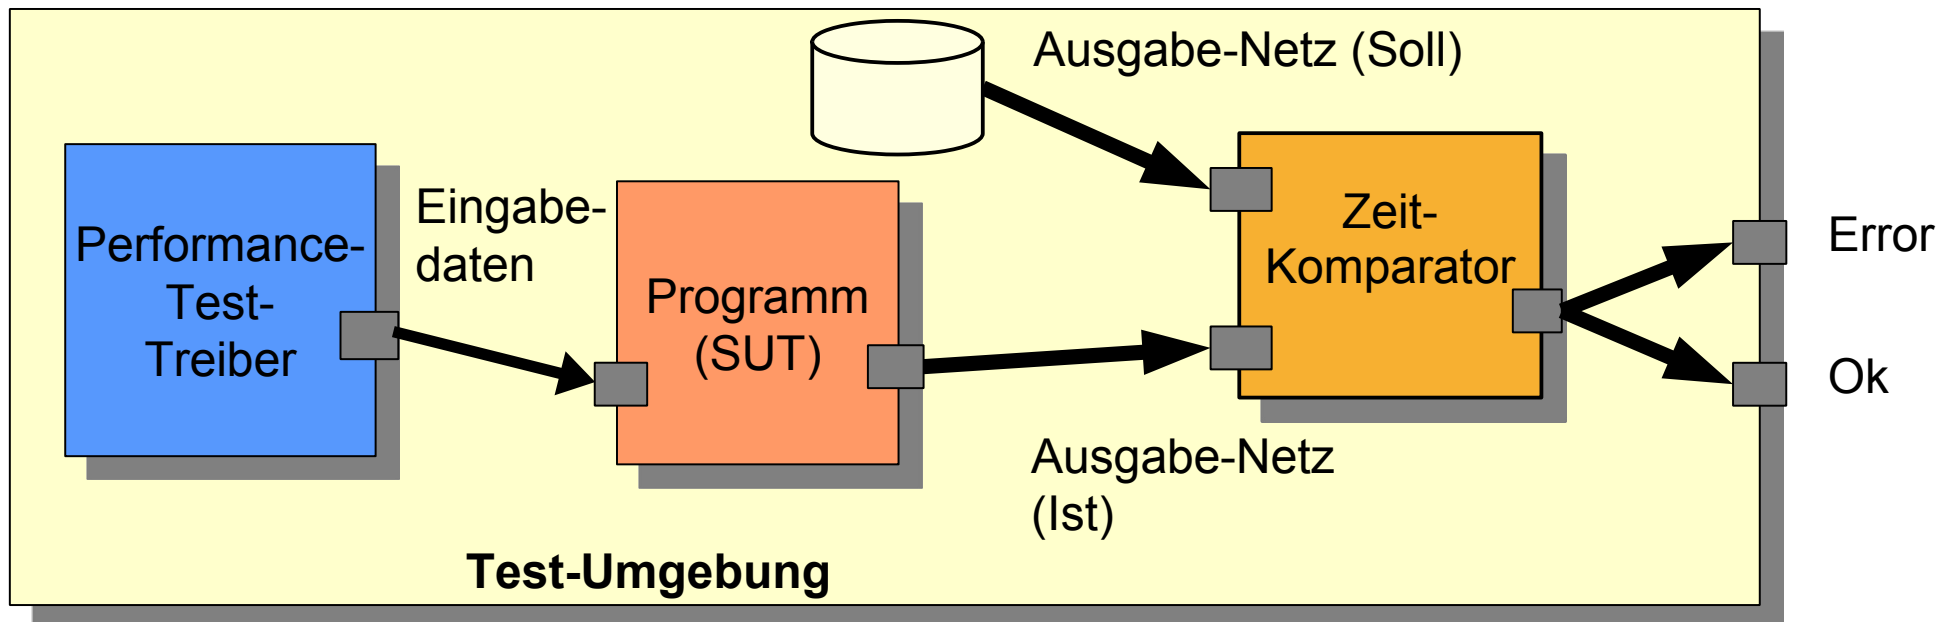 Ausgabe-Netz (Soll)
Performance-
Test-
Treiber
Eingabe-
daten
Programm
(SUT)
Zeit-
Komparator
Error
Ok
Ausgabe-Netz
(Ist)
Test-Umgebung